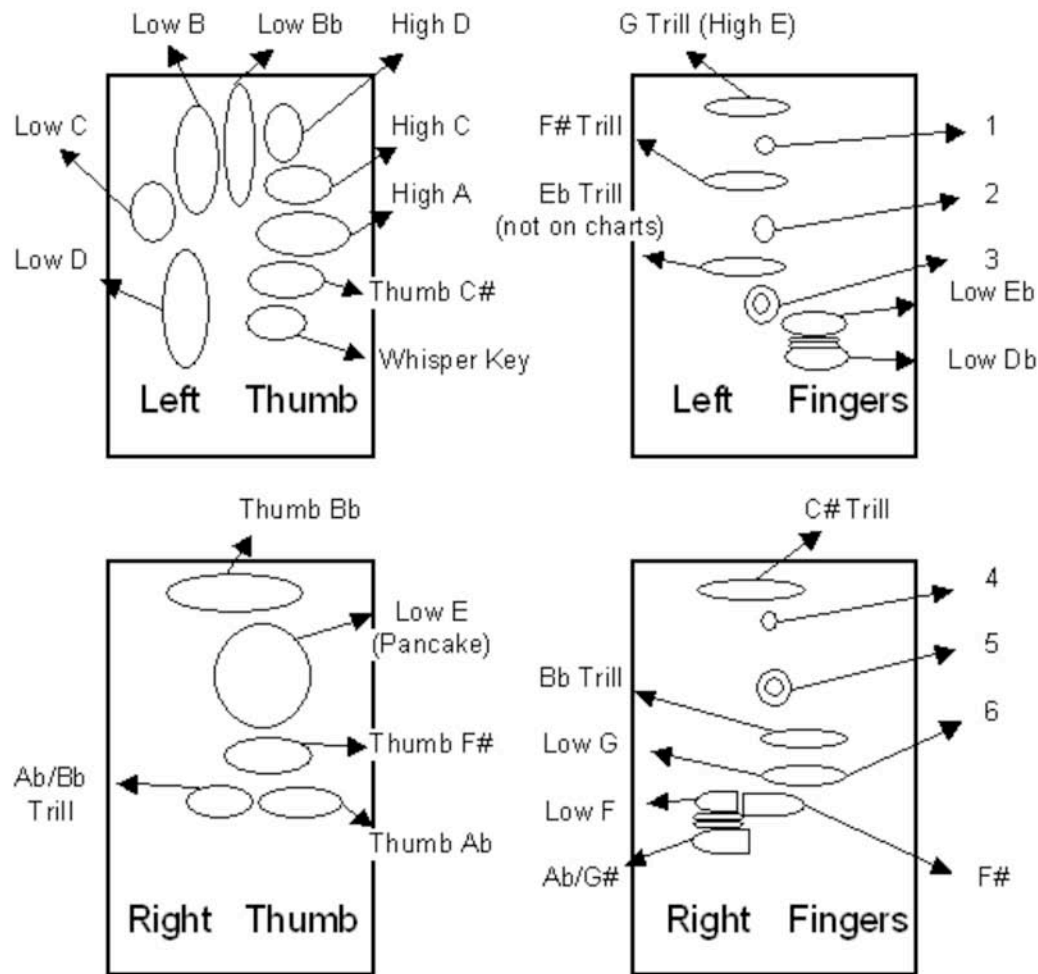 Low B
Low Bb
High D
Low C
High C
High A
Low D
Thumb C#
Whisper Key
Left Thumb
G Trill (High E)
F# Trill
1
Eb Trill
(not on charts)
2
3
Low Eb
Low Db
Left Fingers
Thumb Bb
Low E
(Pancake)
Thumb F#
Ab/Bb
Trill
Thumb Ab
Right Thumb
C# Trill
4
5
Bb Trill
6
Low G
Low F
Ab/G#
F#
Right Fingers